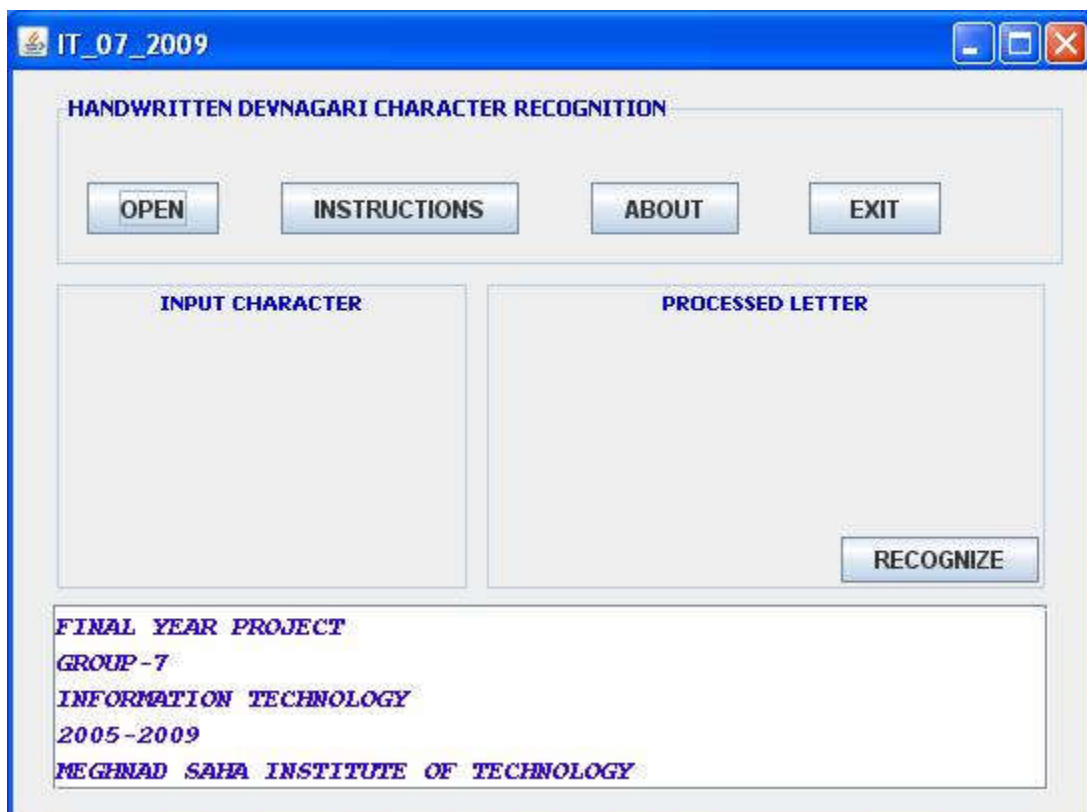 IT_07_2009
HANDWRITTEN DEVNAGARI CHARACTER RECOGNITION
OPEN INSTRUCTIONS ABOUT EXIT
INPUT CHARACTER PROCESSED LETTER
RECOGNIZE
FINAL YEAR PROJECT
GROUP-7
INFORMATION TECHNOLOGY
2005-2009
MEGHNAD SAHA INSTITUTE OF TECHNOLOGY